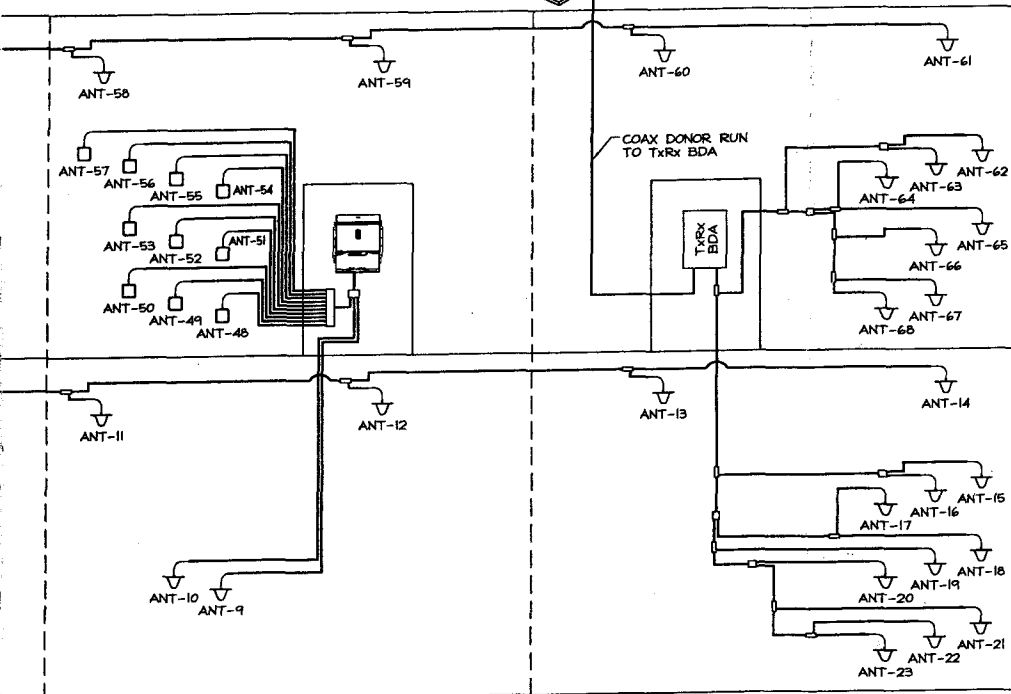 ANT-58
ANT-59
ANT-60
ANT-61
COAX DONOR RUN
TO TxRx BDA
ANT-57
ANT-56
ANT-55
ANT-54
ANT-53
ANT-52
ANT-51
ANT-50
ANT-49
ANT-48
TxRx
BDA
ANT-62
ANT-63
ANT-64
ANT-65
ANT-66
ANT-67
ANT-68
ANT-11
ANT-12
ANT-13
ANT-14
ANT-10
ANT-9
ANT-15
ANT-16
ANT-17
ANT-18
ANT-19
ANT-20
ANT-21
ANT-22
ANT-23